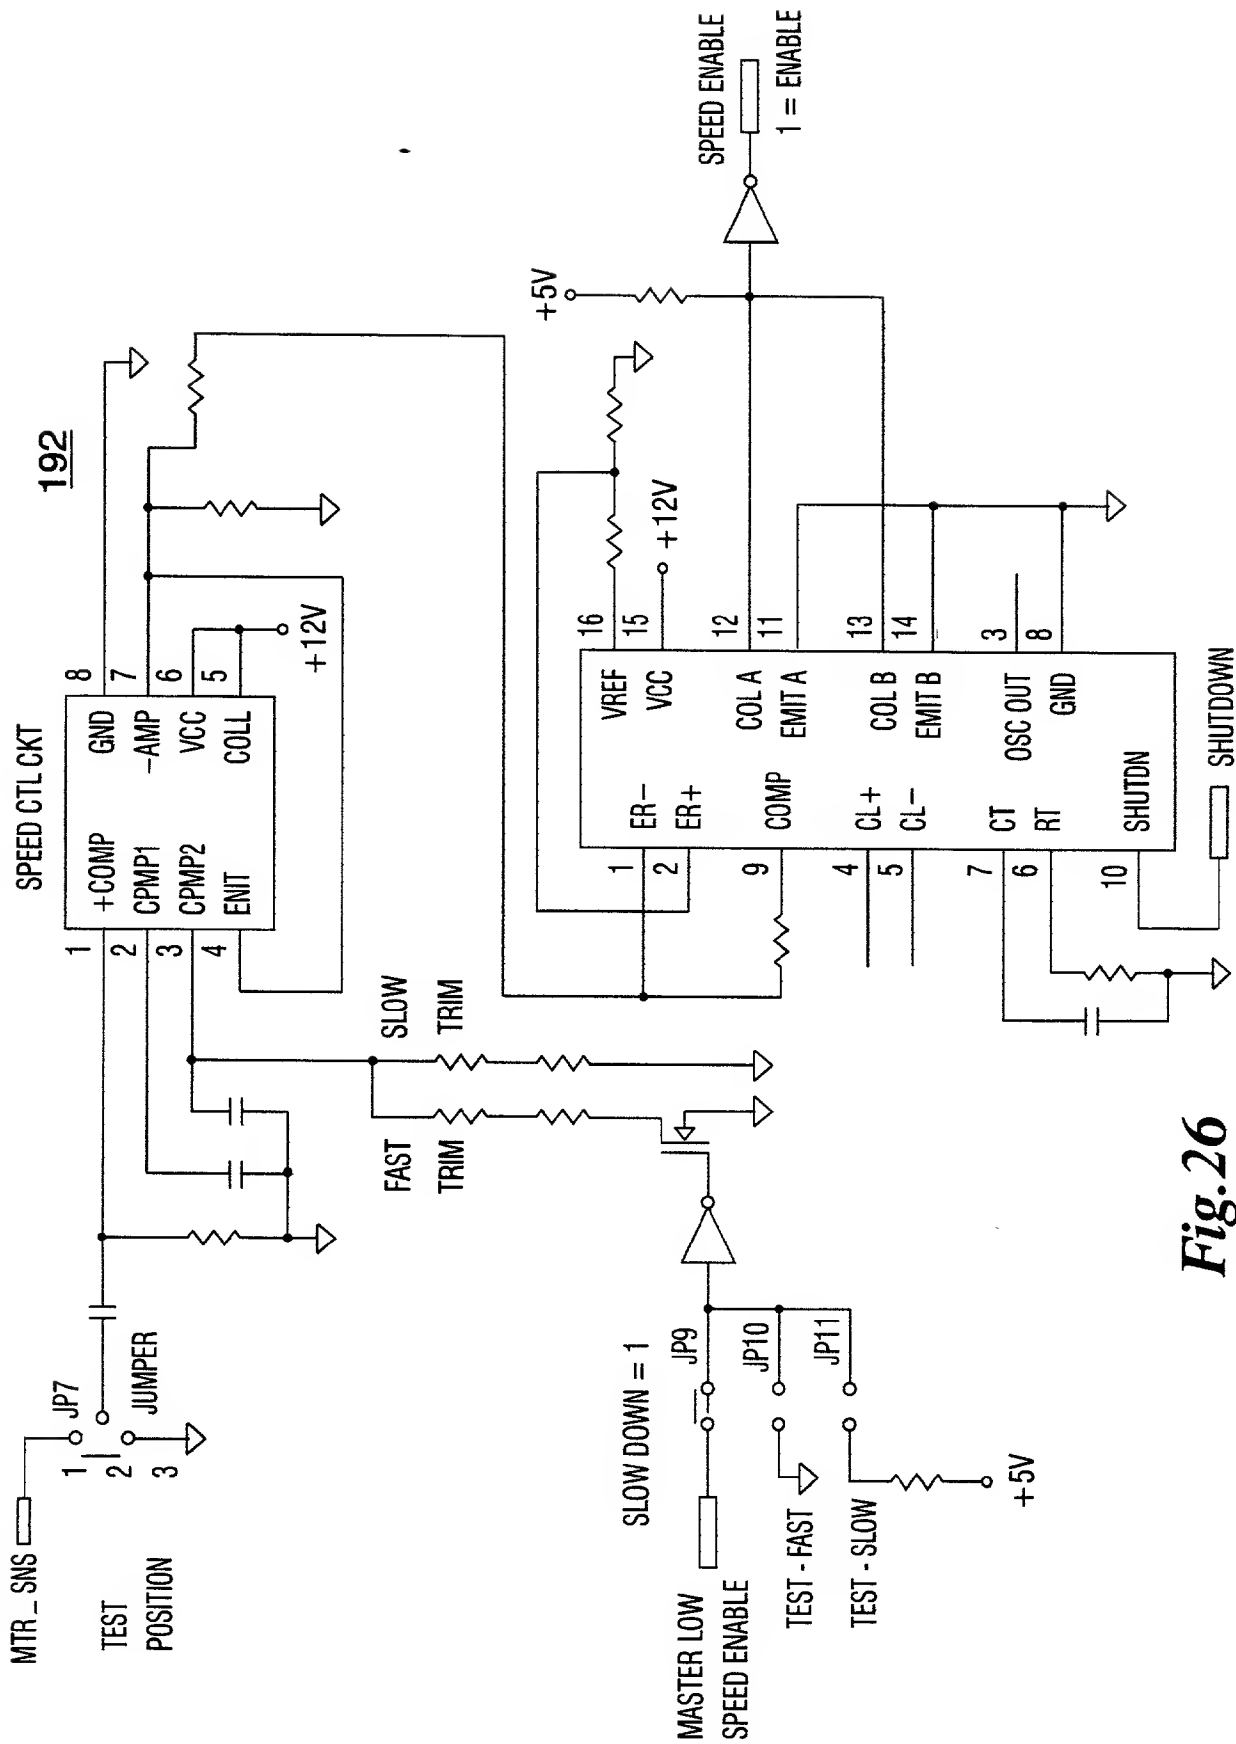 192
SPEED CTL CKT
1 +COMP
2 CPMP1
3 CPMP2
4 ENIT
GND 8
–AMP 7
VCC 6
COLL 5
+12V
MTR_SNS
TEST
POSITION
1
2
3
JP7
JUMPER
SLOW
TRIM
FAST
TRIM
SLOW DOWN = 1
MASTER LOW
SPEED ENABLE
JP9
TEST - FAST
JP10
TEST - SLOW
JP11
+5V
1 ER–
2 ER+
9 COMP
4 CL+
5 CL–
7 CT
6 RT
10 SHUTDN
VREF 16
VCC 15
COL A 12
EMIT A 11
COL B 13
EMIT B 14
OSC OUT 3
GND 8
+12V
+5V
SHUTDOWN
SPEED ENABLE
1 = ENABLE
Fig.26